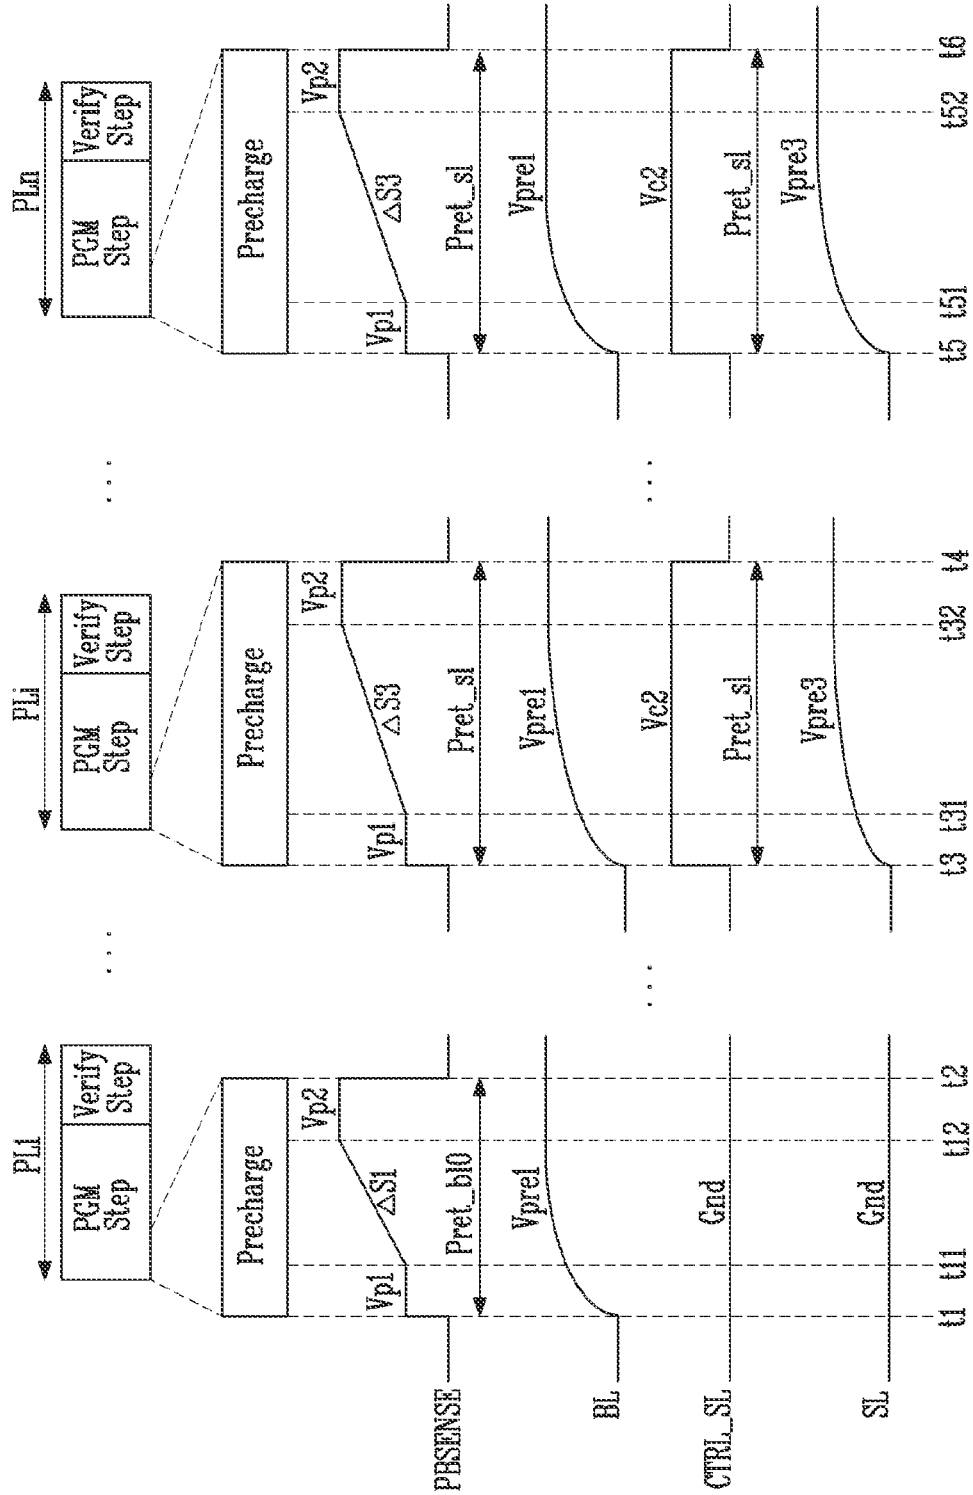 PL1
PGM
Step
Verify
Step
Precharge
Vp1
ΔS1
Vp2
PBSENSE
Pret_bl0
BL
Vpre1
CTRL_SL
Gnd
SL
Gnd
t1
t11
t12
t2
...
...
PLi
PGM
Step
Verify
Step
Precharge
Vp1
ΔS3
Vp2
Pret_sl
Vpre1
Vc2
Pret_sl
Vpre3
t3
t31
t32
t4
...
...
PLn
PGM
Step
Verify
Step
Precharge
Vp1
ΔS3
Vp2
Pret_sl
Vpre1
Vc2
Pret_sl
Vpre3
t5
t51
t52
t6